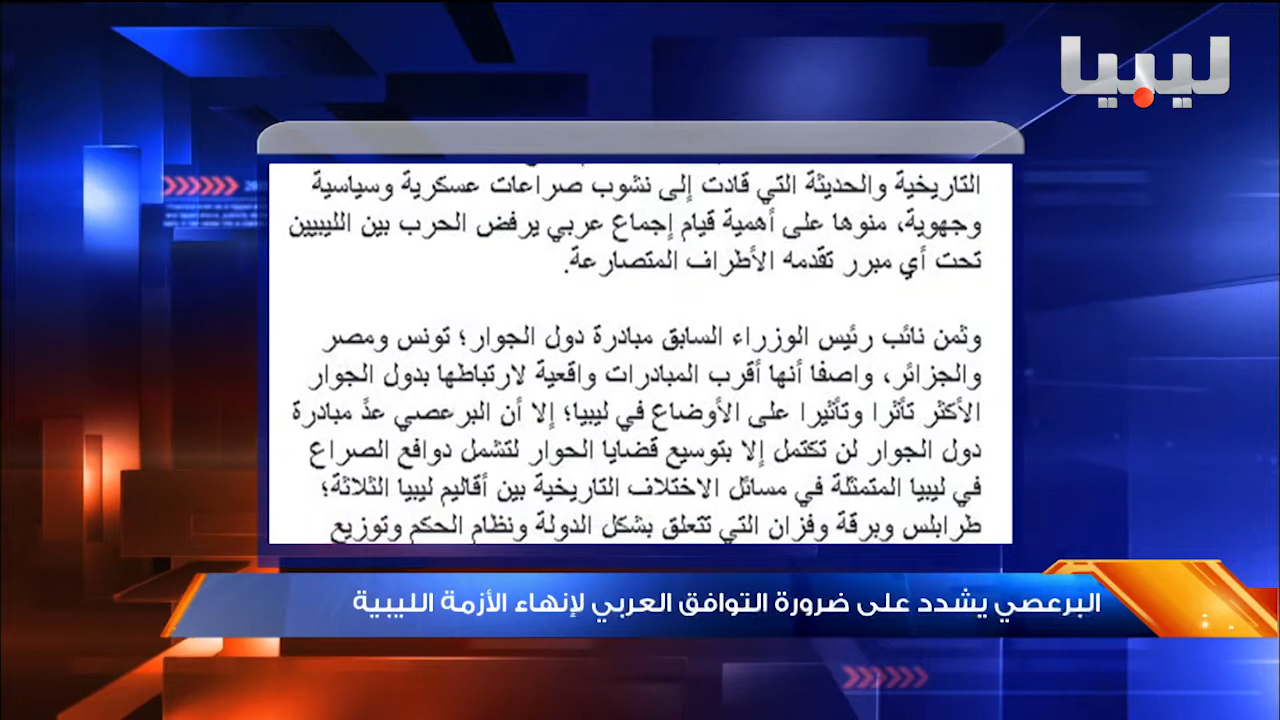 ليبيا
التاريخية والحديثة التي قادت إلى نشوب صراعات عسكرية وسياسية
وجهوية، منوها على أهمية قيام إجماع عربي يرفض الحرب بين الليبيين
تحت أي مبرر تقدمه الأطراف المتصارعة.
وثمن نائب رئيس الوزراء السابق مبادرة دول الجوار؛ تونس ومصر
والجزائر، واصفا أنها أقرب المبادرات واقعية لارتباطها بدول الجوار
الأكثر تأثرا وتأثيرا على الأوضاع في ليبيا؛ إلا أن البرعصي عدَّ مبادرة
دول الجوار لن تكتمل إلا بتوسيع قضايا الحوار لتشمل دوافع الصراع
في ليبيا المتمثلة في مسائل الاختلاف التاريخية بين أقاليم ليبيا الثلاثة؛
طرابلس وبرقة وفزان التي تتعلق بشكل الدولة ونظام الحكم وتوزيع
البرعصي يشدد على ضرورة التوافق العربي لإنهاء الأزمة الليبية